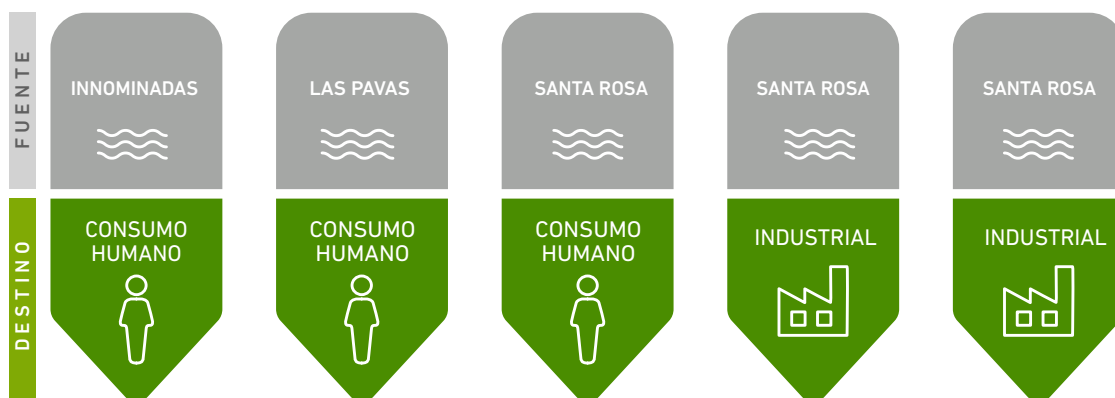 FUENTE
INNOMINADAS
LAS PAVAS
SANTA ROSA
SANTA ROSA
SANTA ROSA
DESTINO
CONSUMO
HUMANO
CONSUMO
HUMANO
CONSUMO
HUMANO
INDUSTRIAL
INDUSTRIAL